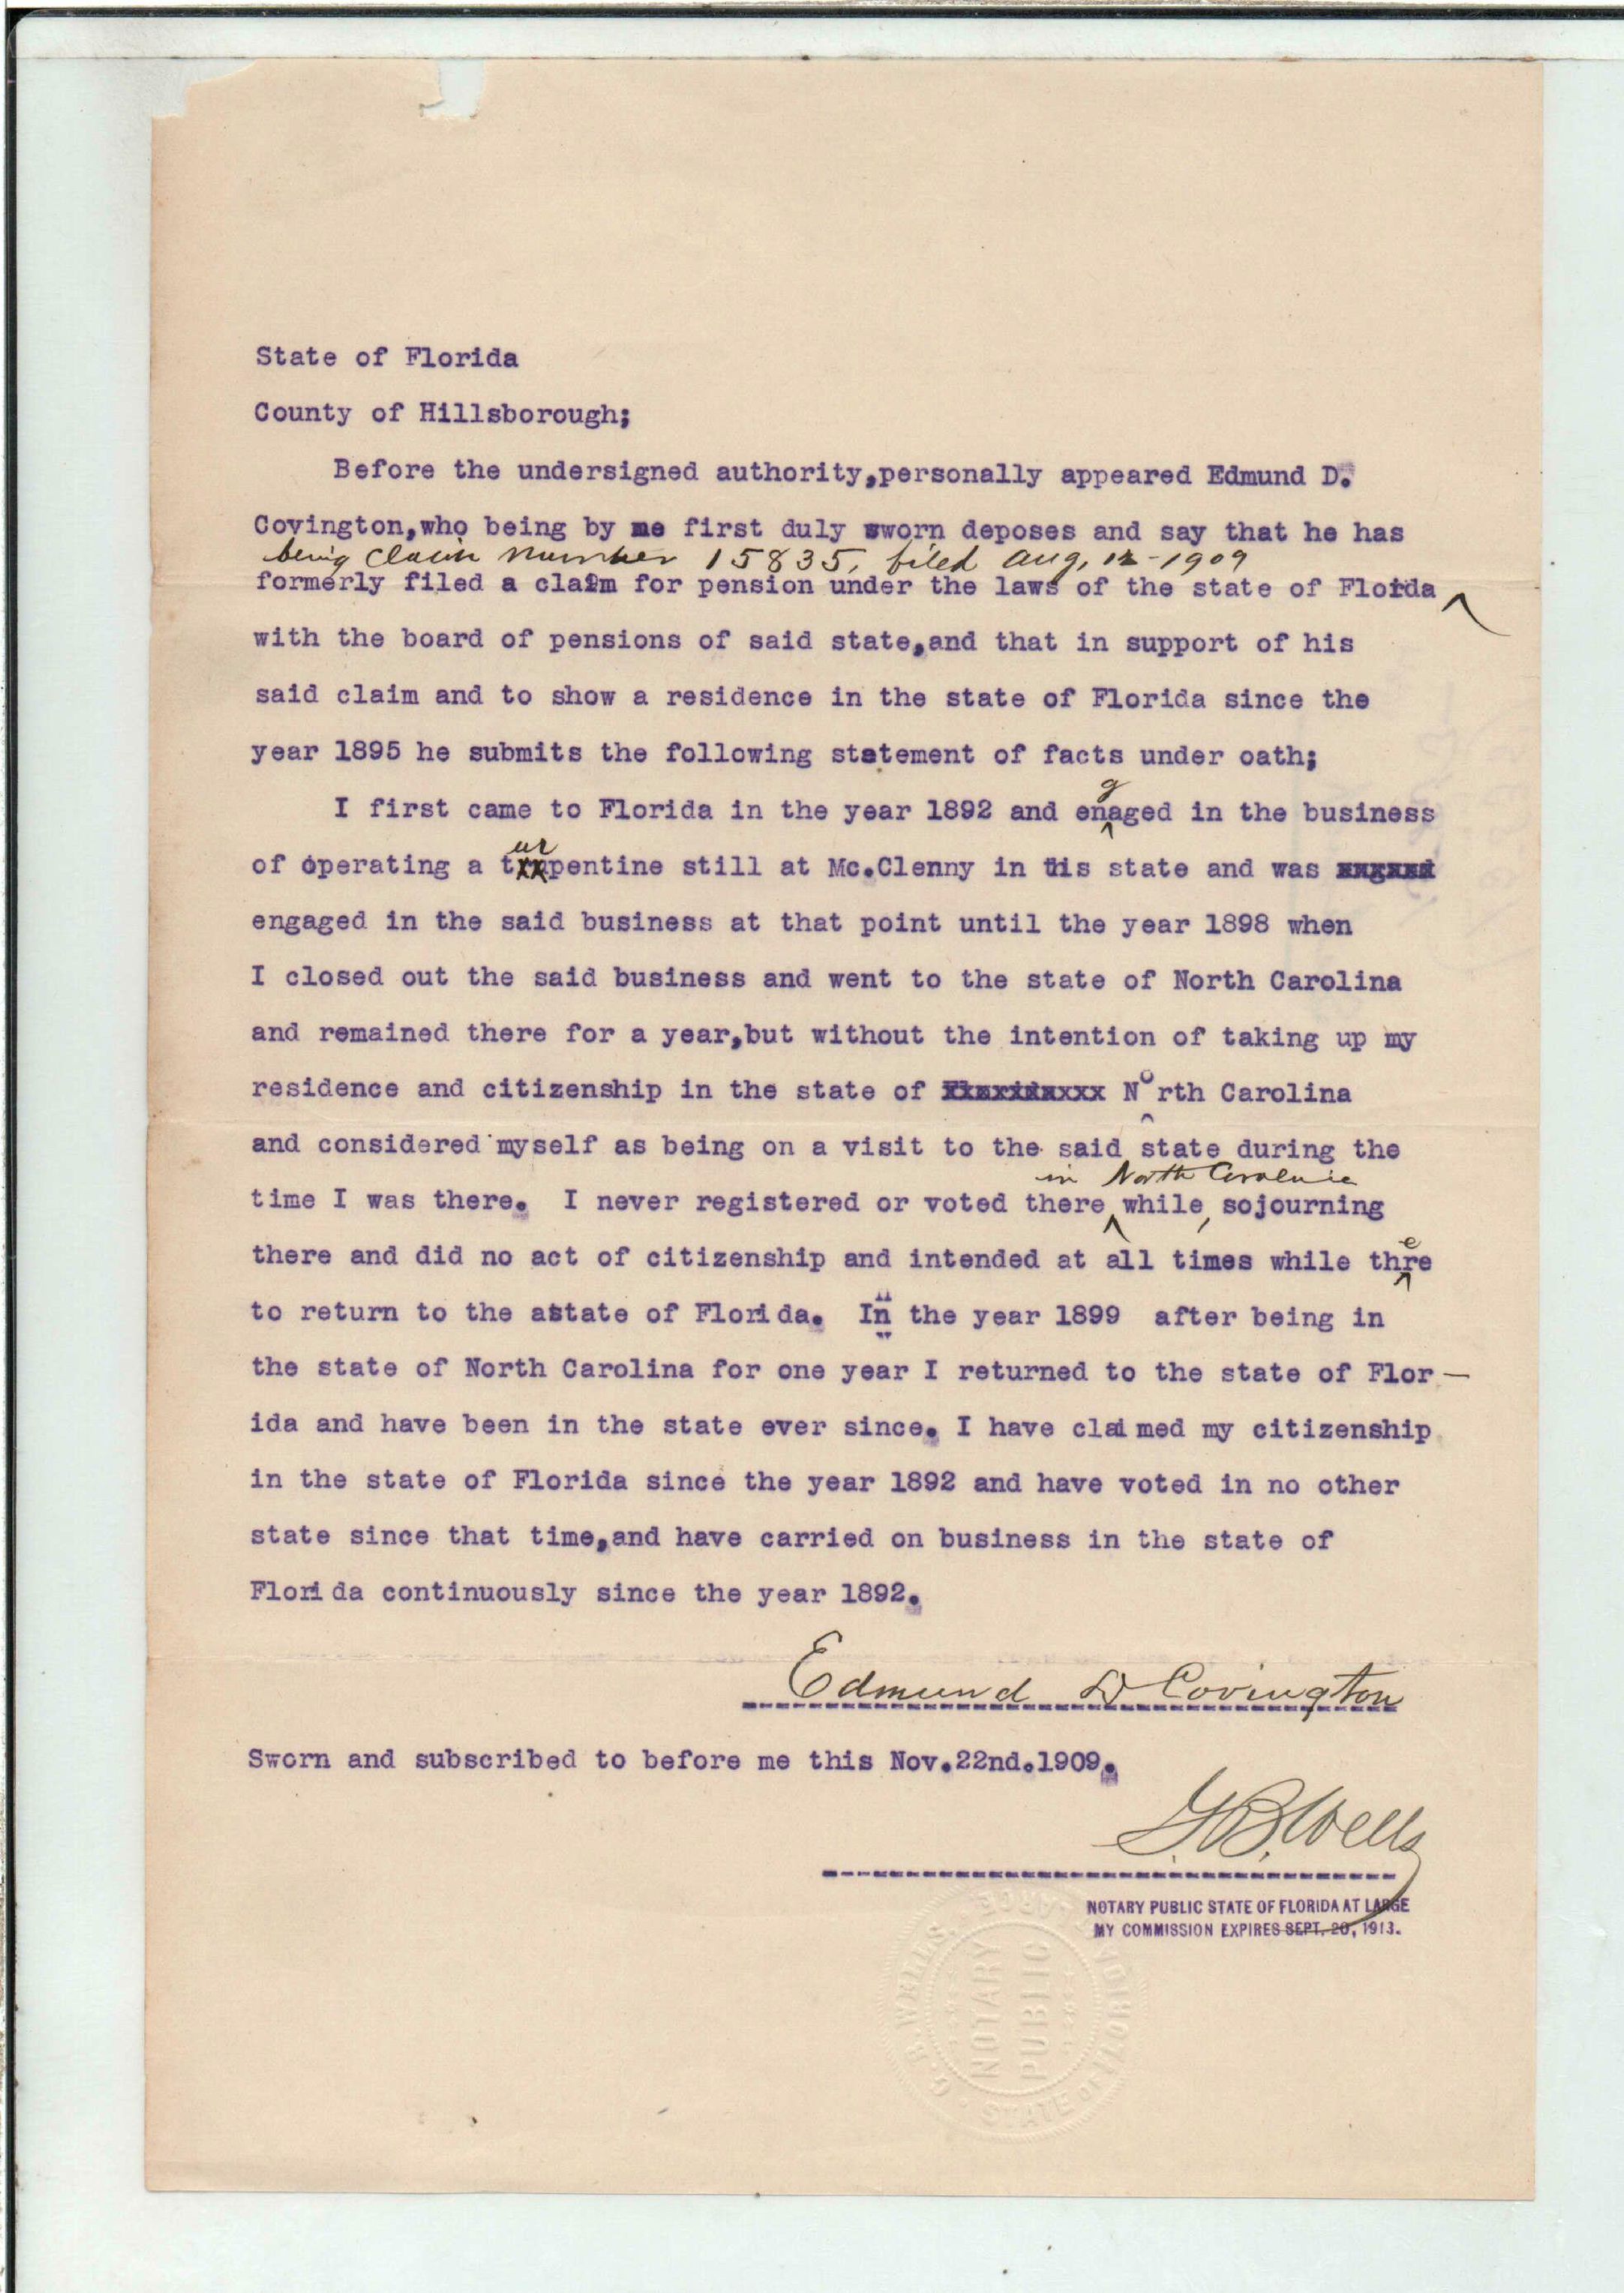 State of Florida
County of Hillsborough;
Before the undersigned authority,personally appeared Edmund D.
Covington,who being by me first duly sworn deposes and say that he has
being Claim Number 15835, filed Aug, 12-1909
formerly filed a claim for pension under the laws of the state of Florida
with the board of pensions of said state,and that in support of his
said claim and to show a residence in the state of Florida since the
year 1895 he submits the following statement of facts under oath;
I first came to Florida in the year 1892 and engaged in the business
of operating a turpentine still at Mc.Clenny in tis state and was
engaged in the said business at that point until the year 1898 when
I closed out the said business and went to the state of North Carolina
and remained there for a year,but without the intention of taking up my
residence and citizenship in the state of North Carolina
and considered myself as being on a visit to the said state during the
in North Carolina
time I was there. I never registered or voted there while, sojourning
there and did no act of citizenship and intended at all times while there
to return to the astate of Florida. In the year 1899 after being in
the state of North Carolina for one year I returned to the state of Flor-
ida and have been in the state ever since. I have claimed my citizenship
in the state of Florida since the year 1892 and have voted in no other
state since that time,and have carried on business in the state of
Florida continuously since the year 1892.
Edmund D Covington
Sworn and subscribed to before me this Nov.22nd.1909.
G.B.Wells
NOTARY PUBLIC STATE OF FLORIDA AT LARGE
MY COMMISSION EXPIRES SEPT. 20, 1913.
G. B. WELLS LARGE FLORIDA
NOTARY PUBLIC
STATE OF